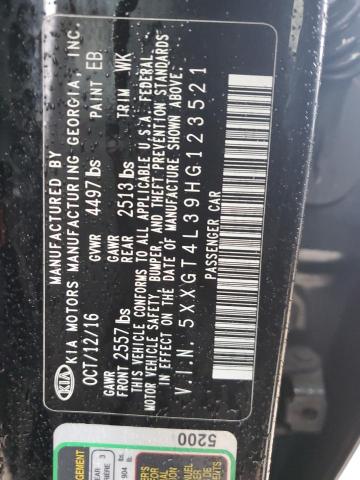 MANUFACTURED BY
KIA KIA MOTORS MANUFACTURING GEORGIA, INC.
OCT/12/16 GVWR 4497 lbs PAINT EB
GAWR FRONT 2557 lbs GAWR REAR 2513 lbs TRIM WK
THIS VEHICLE CONFORMS TO ALL APPLICABLE U.S.A. FEDERAL
MOTOR VEHICLE SAFETY, BUMPER, AND THEFT PREVENTION STANDARDS
IN EFFECT ON THE DATE OF MANUFACTURE SHOWN ABOVE.
V.I.N. 5XXGT4L39HG123521
PASSENGER CAR
5200